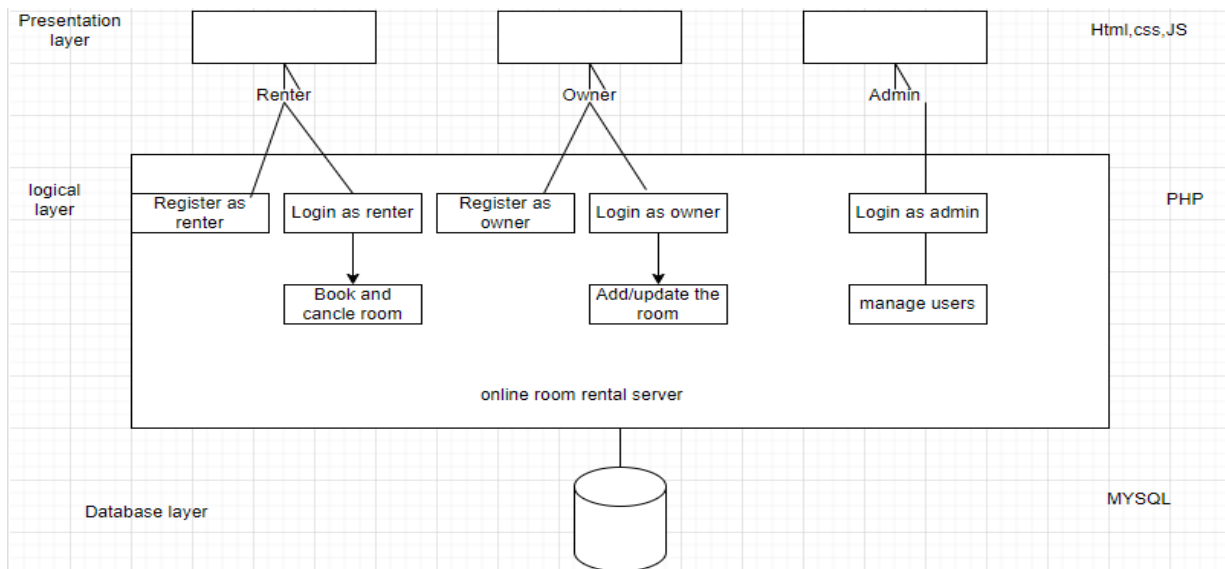 Presentation
layer
Html,css,JS
Renter
Owner
Admin
logical
layer
PHP
Register as
renter
Login as renter
Register as
owner
Login as owner
Login as admin
Book and
cancle room
Add/update the
room
manage users
online room rental server
Database layer
MYSQL